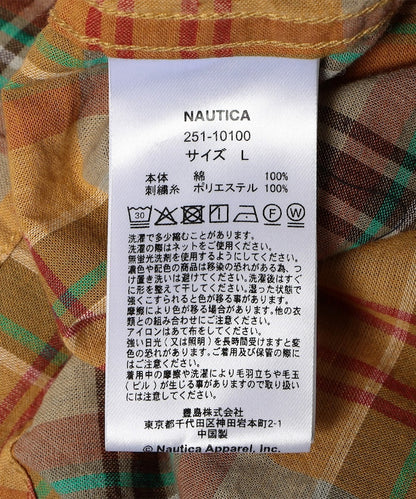 NAUTICA
251-10100
サイズ L
本体 綿 100%
刺繍糸 ポリエステル 100%
30 F W
洗濯で多少縮むことがあります。
洗濯の際はネットをご使用ください。
無蛍光洗剤を使用するようにしてください。
濃色や配色の商品は移染の恐れがある為、つ
け置き洗いは避けてください。洗濯後はすぐ
に形を整えて干してください。湿った状態で
強くこすられると色が移る事があります。
摩擦により色が移る場合があります。他の衣
類との組み合わせにご注意ください。
アイロンはあて布をしてください。
強い日光(又は照明)を長時間受けますと変
色の恐れがあります。ご着用及び保管の際に
ご注意ください。
着用中の摩擦や洗濯により毛羽立ちや毛玉
(ピル)が生じる事がありますので取り扱い
には注意してください。
豊島株式会社
東京都千代田区神田岩本町2-1
中国製
© Nautica Apparel, Inc.